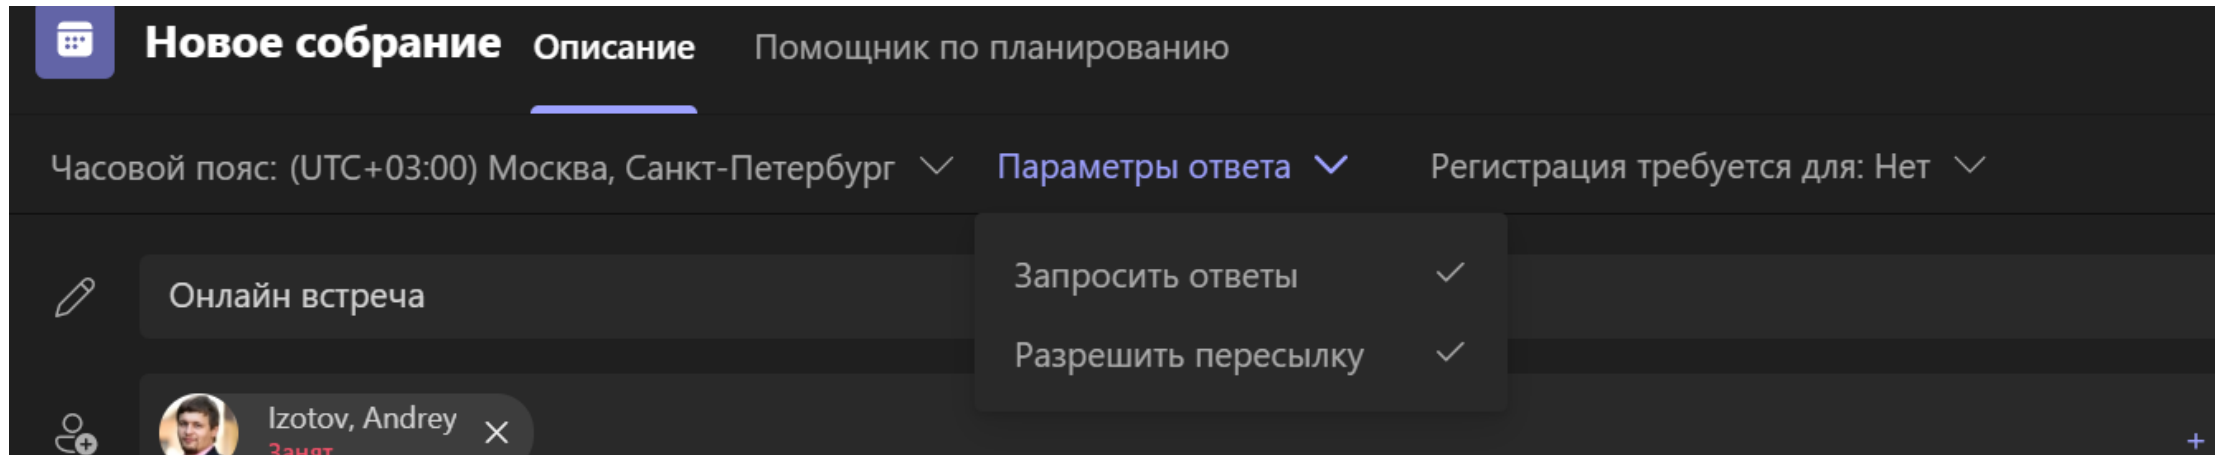 Новое собрание Описание Помощник по планированию
Часовой пояс: (UTC+03:00) Москва, Санкт-Петербург Параметры ответа Регистрация требуется для: Нет
Запросить ответы
Онлайн встреча
Разрешить пересылку
Izotov, Andrey
Занят